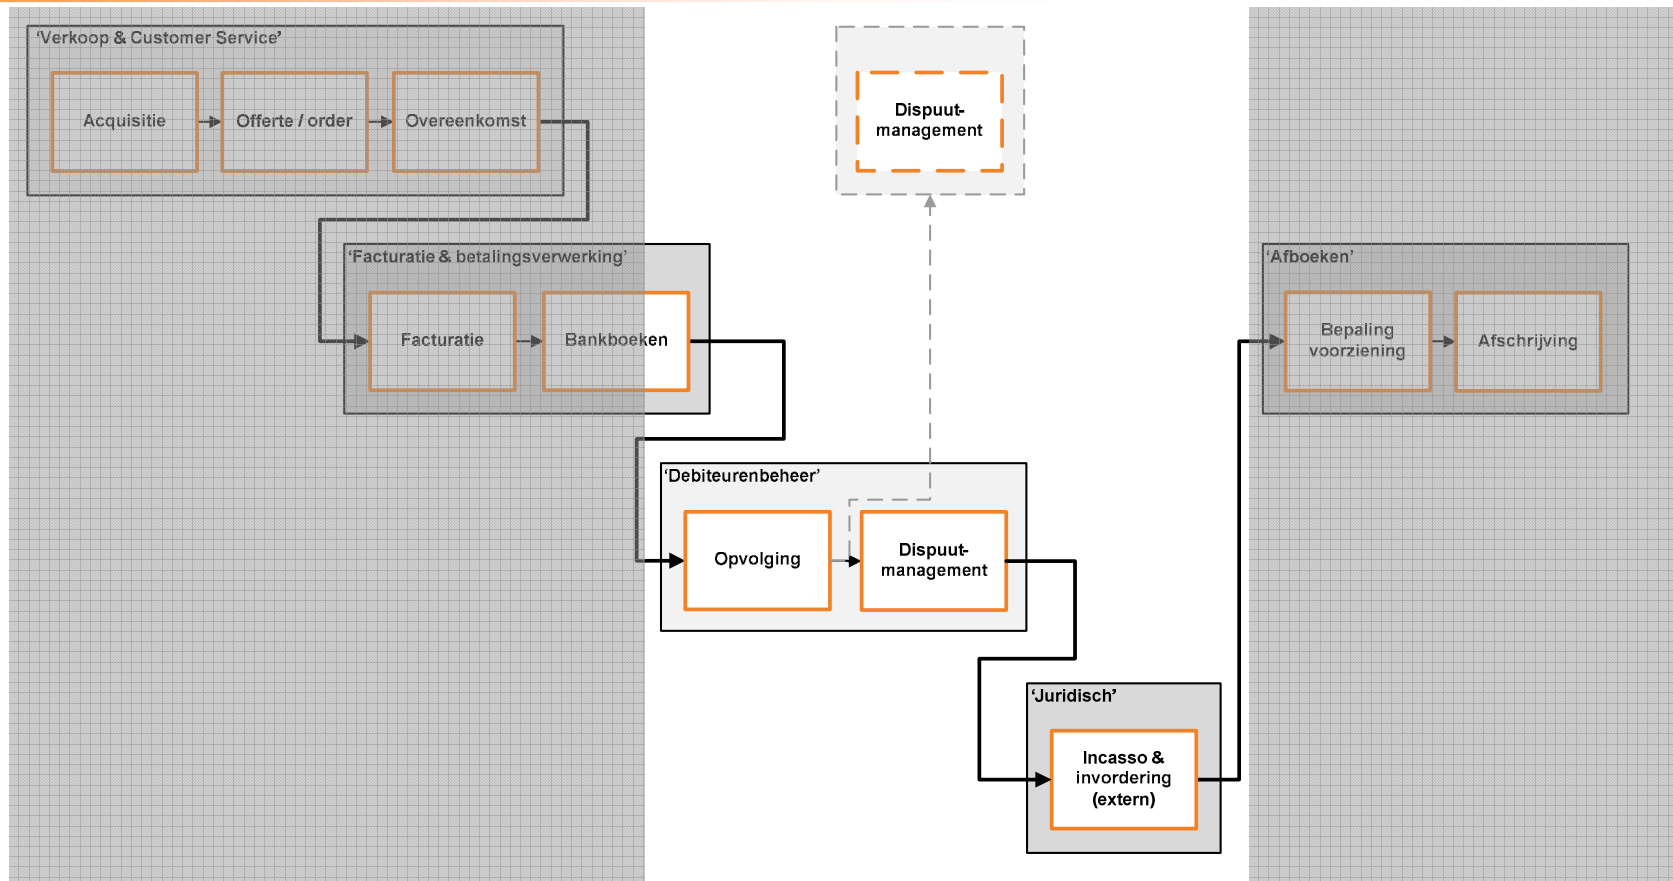 ‘Verkoop & Customer Service’
Acquisitie
Offerte / order
Overeenkomst
Dispuut-
management
‘Facturatie & betalingsverwerking’
Facturatie
Bankboeken
‘Afboeken’
Bepaling
voorziening
Afschrijving
‘Debiteurenbeheer’
Opvolging
Dispuut-
management
‘Juridisch’
Incasso &
invordering
(extern)